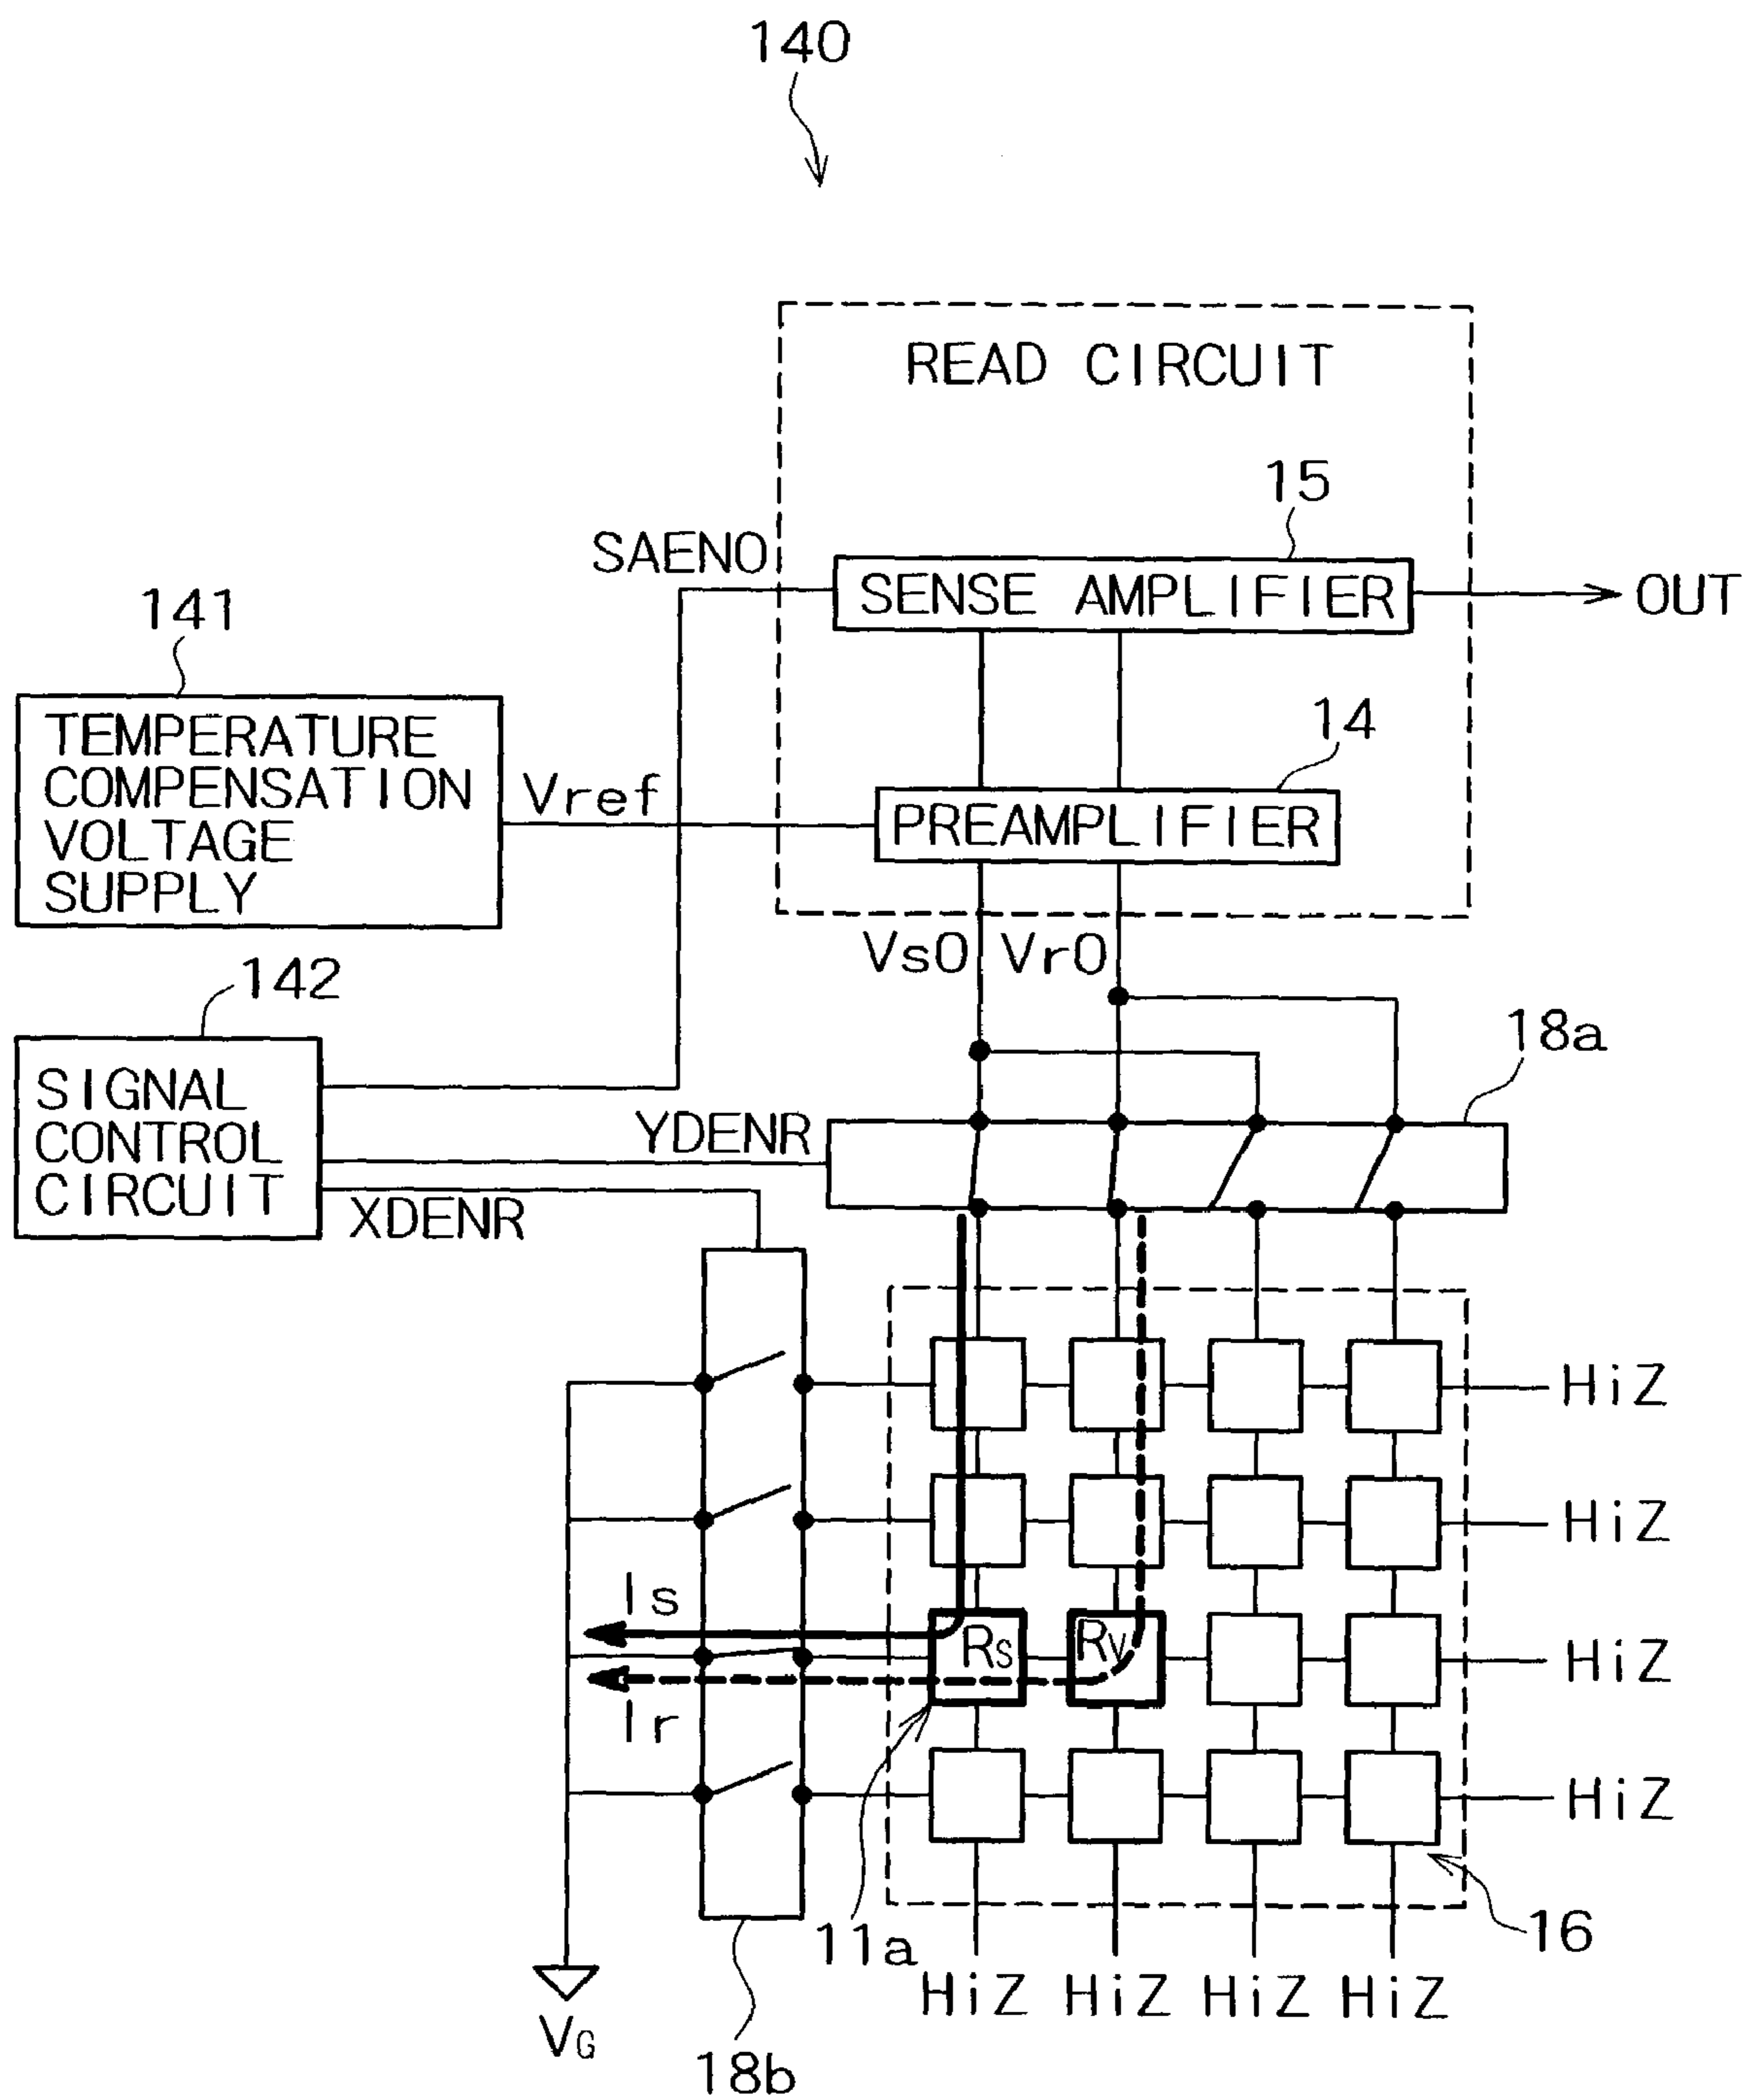 140
READ CIRCUIT
15
SAEN0
SENSE AMPLIFIER
OUT
141
TEMPERATURE
COMPENSATION
VOLTAGE
SUPPLY
Vref
14
PREAMPLIFIER
Vs0
Vr0
142
SIGNAL
CONTROL
CIRCUIT
18a
YDENR
XDENR
HiZ
HiZ
Is
Rs
Rv
HiZ
Ir
HiZ
11a
16
HiZ
HiZ
HiZ
HiZ
VG
18b